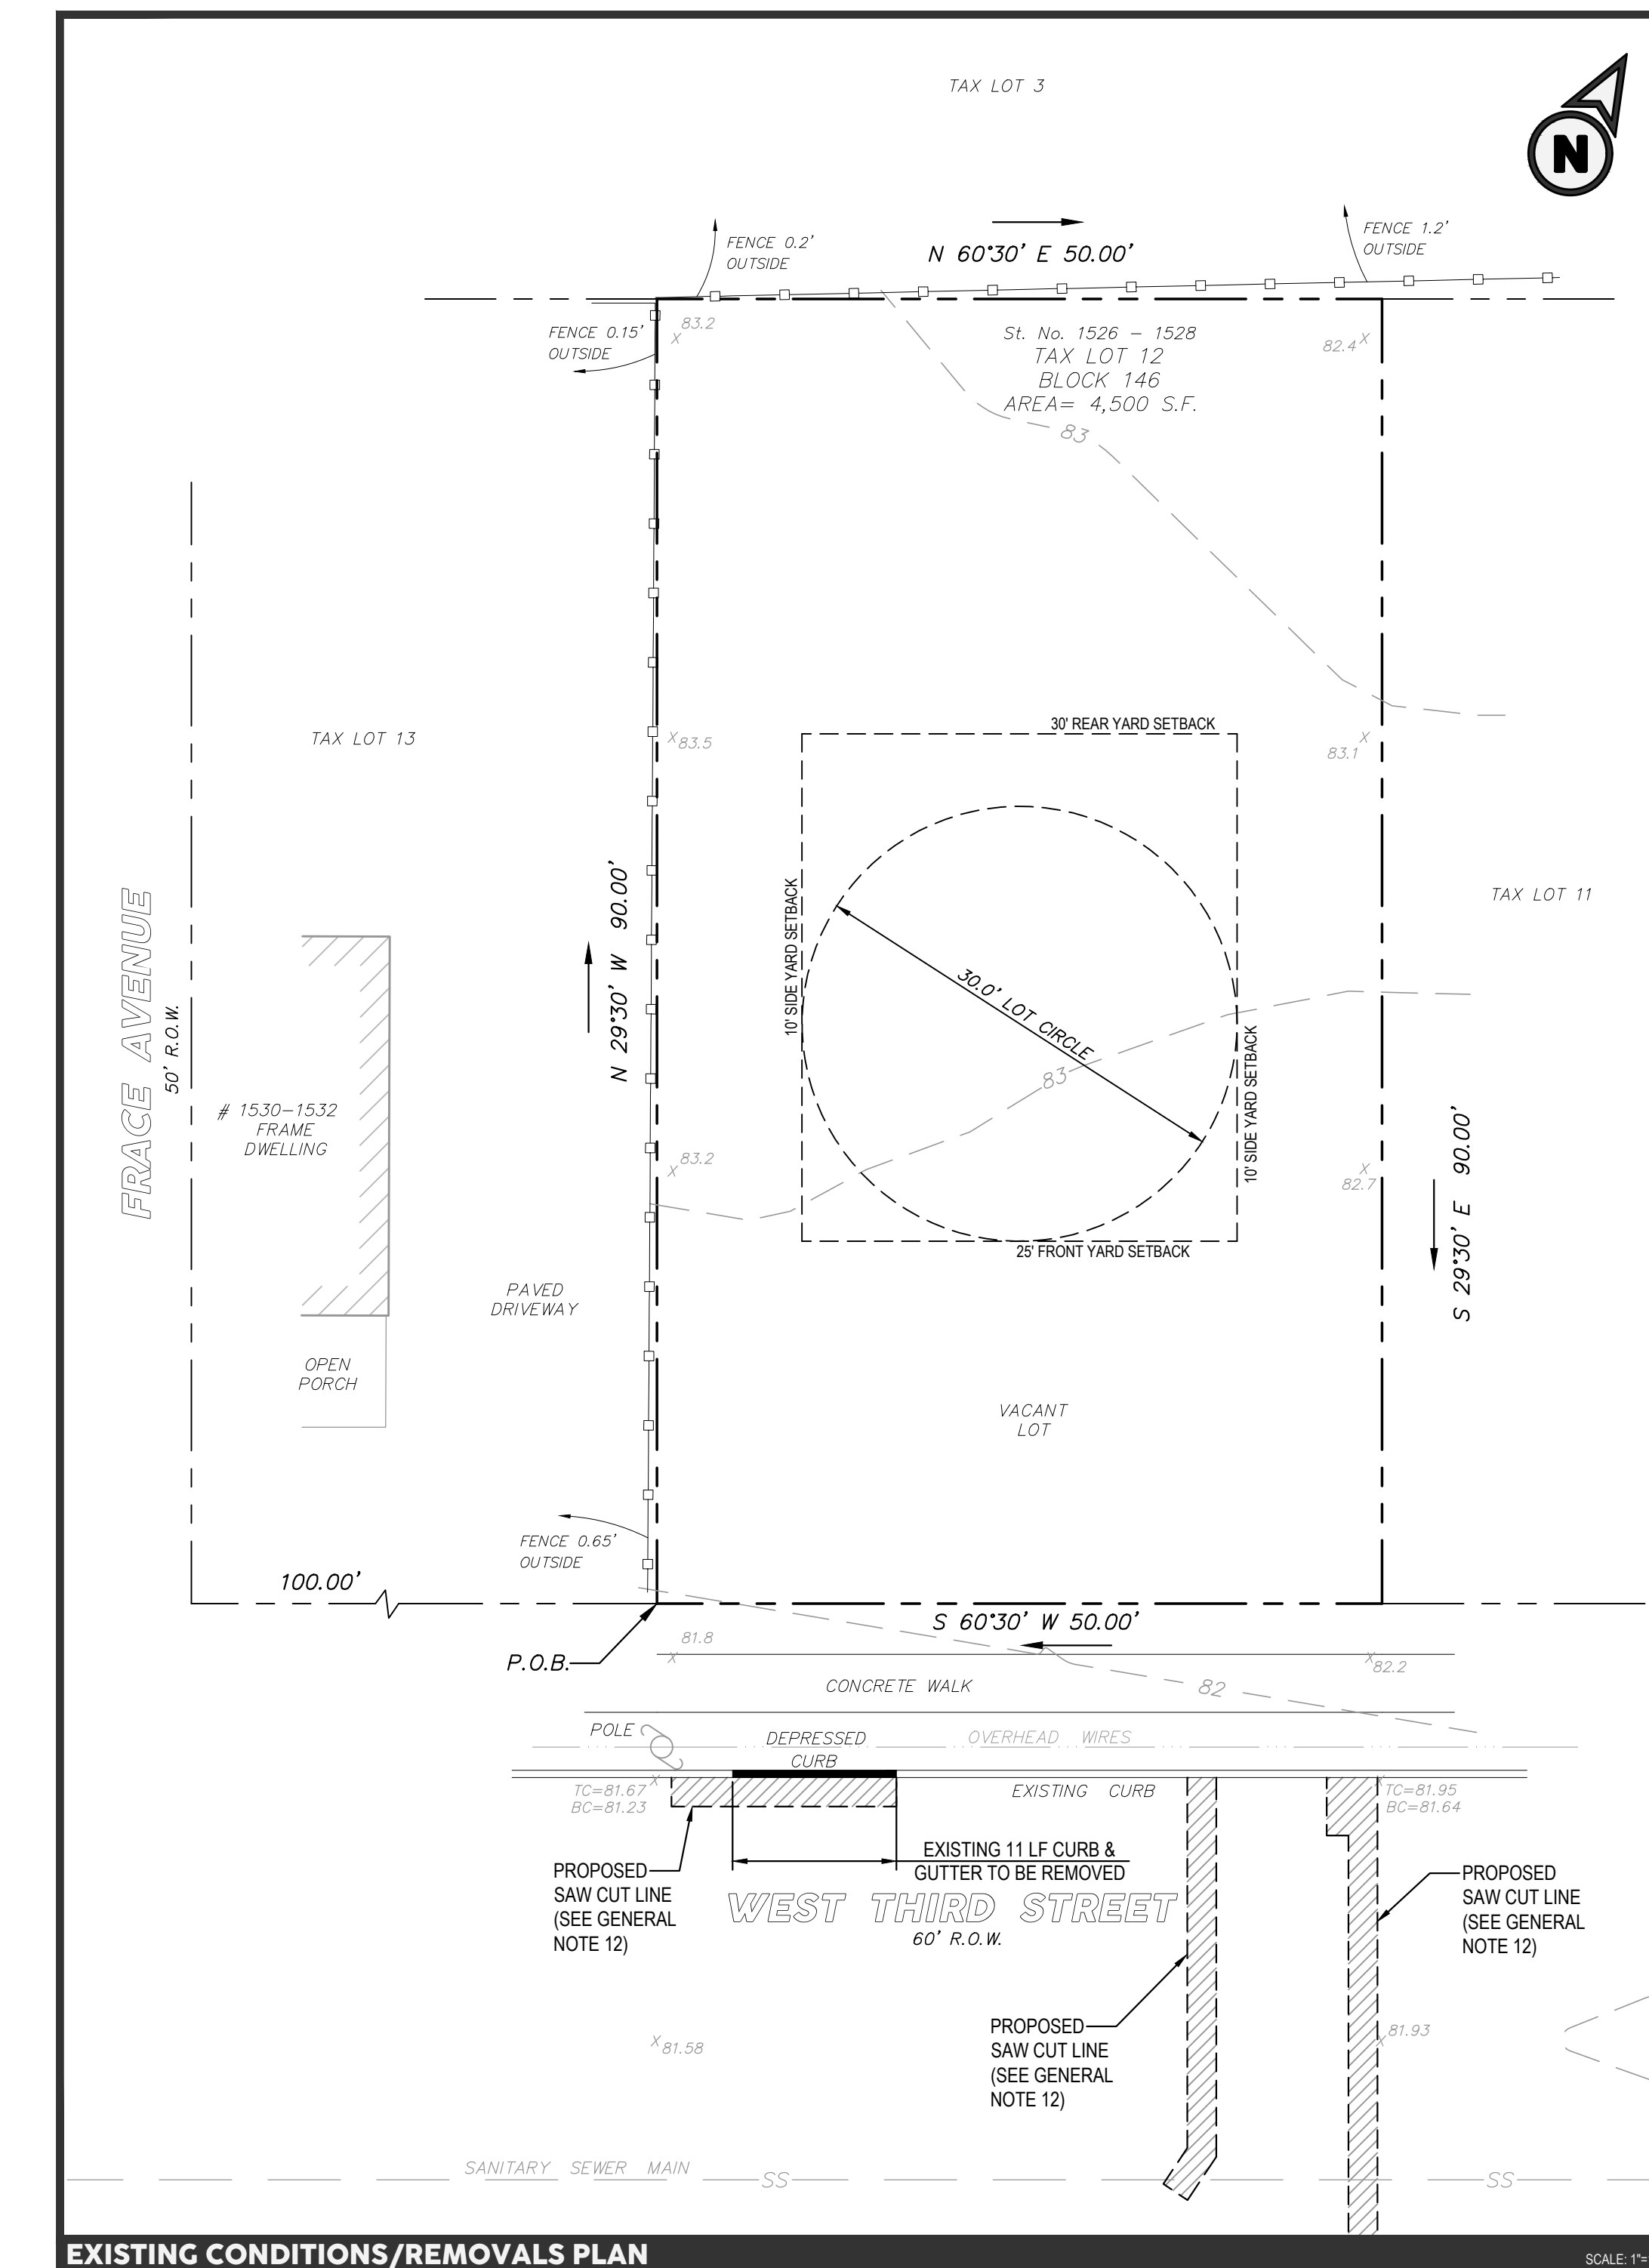 TAX LOT 3
N
FENCE 0.2'
OUTSIDE
N 60°30' E 50.00'
FENCE 1.2'
OUTSIDE
FENCE 0.15'
OUTSIDE
X 83.2
St. No. 1526 - 1528
TAX LOT 12
BLOCK 146
AREA= 4,500 S.F.
82.4 X
83
TAX LOT 13
X 83.5
30' REAR YARD SETBACK
X
83.1
FRACE AVENUE
50' R.O.W.
N 29°30' W 90.00'
10' SIDE YARD SETBACK
30.0' LOT CIRCLE
83
10' SIDE YARD SETBACK
TAX LOT 11
# 1530-1532
FRAME
DWELLING
X 83.2
X
82.7
S 29°30' E 90.00'
25' FRONT YARD SETBACK
PAVED
DRIVEWAY
OPEN
PORCH
VACANT
LOT
FENCE 0.65'
OUTSIDE
100.00'
S 60°30' W 50.00'
P.O.B.
X 81.8
X 82.2
CONCRETE WALK
82
POLE
DEPRESSED
CURB
OVERHEAD WIRES
TC=81.67 X
BC=81.23
EXISTING CURB
X TC=81.95
BC=81.64
EXISTING 11 LF CURB &
GUTTER TO BE REMOVED
PROPOSED
SAW CUT LINE
(SEE GENERAL
NOTE 12)
WEST THIRD STREET
60' R.O.W.
PROPOSED
SAW CUT LINE
(SEE GENERAL
NOTE 12)
PROPOSED
SAW CUT LINE
(SEE GENERAL
NOTE 12)
X 81.58
X 81.93
SANITARY SEWER MAIN
SS
SS
EXISTING CONDITIONS/REMOVALS PLAN
SCALE: 1"=